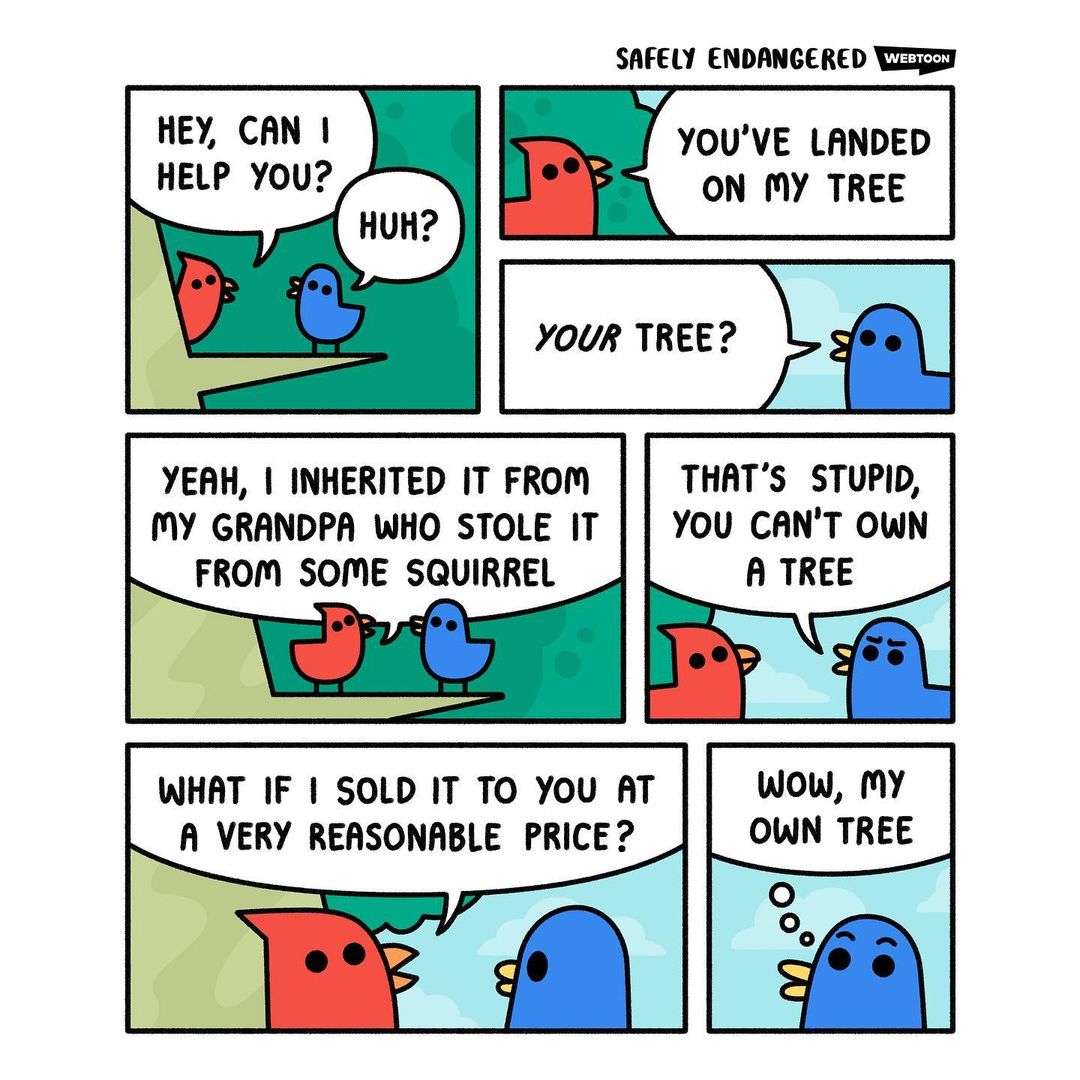 SAFELY ENDANGERED WEBTOON
HEY, CAN I
HELP YOU?
HUH?
YOU'VE LANDED
ON MY TREE
YOUR TREE?
YEAH, I INHERITED IT FROM
MY GRANDPA WHO STOLE IT
FROM SOME SQUIRREL
THAT'S STUPID,
YOU CAN'T OWN
A TREE
WHAT IF I SOLD IT TO YOU AT
A VERY REASONABLE PRICE?
WOW, MY
OWN TREE